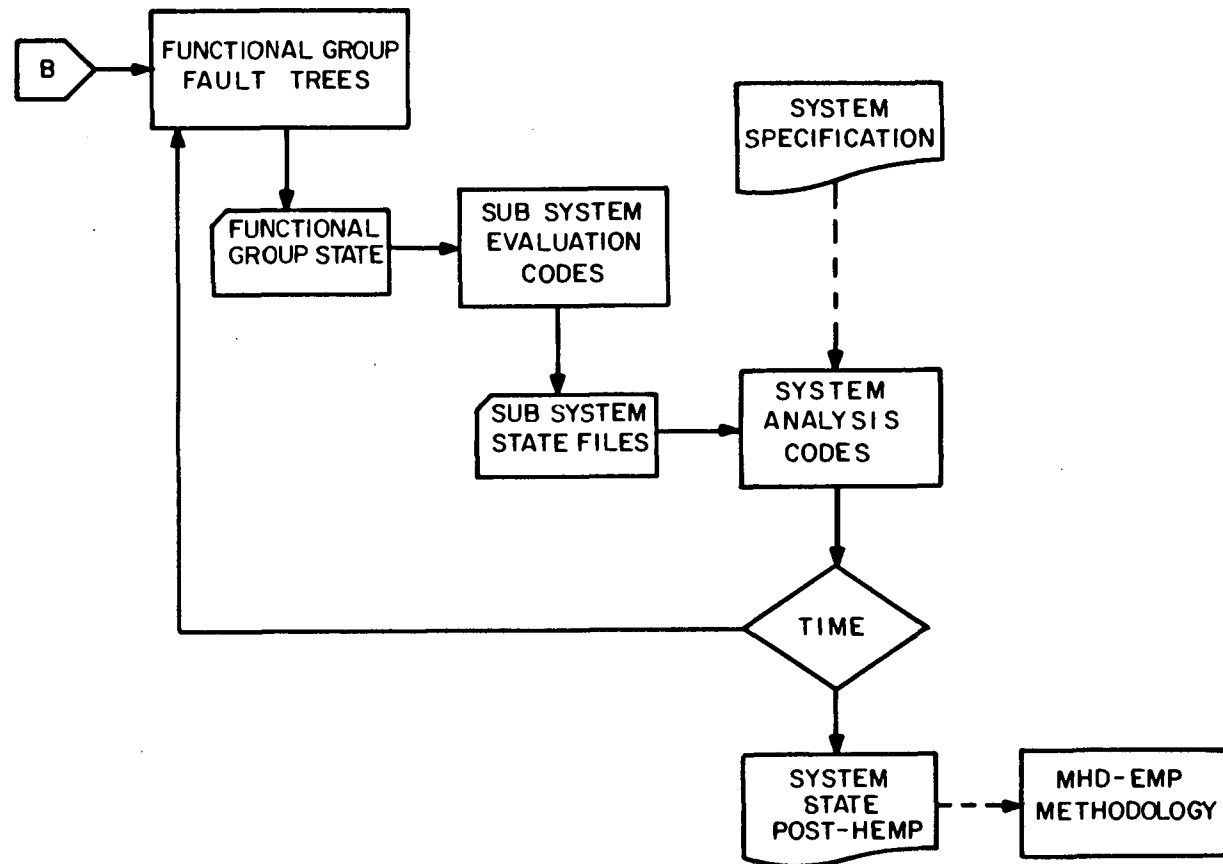 B
FUNCTIONAL GROUP
FAULT TREES
SYSTEM
SPECIFICATION
FUNCTIONAL
GROUP STATE
SUB SYSTEM
EVALUATION
CODES
SUB SYSTEM
STATE FILES
SYSTEM
ANALYSIS
CODES
TIME
SYSTEM
STATE
POST-HEMP
MHD-EMP
METHODOLOGY